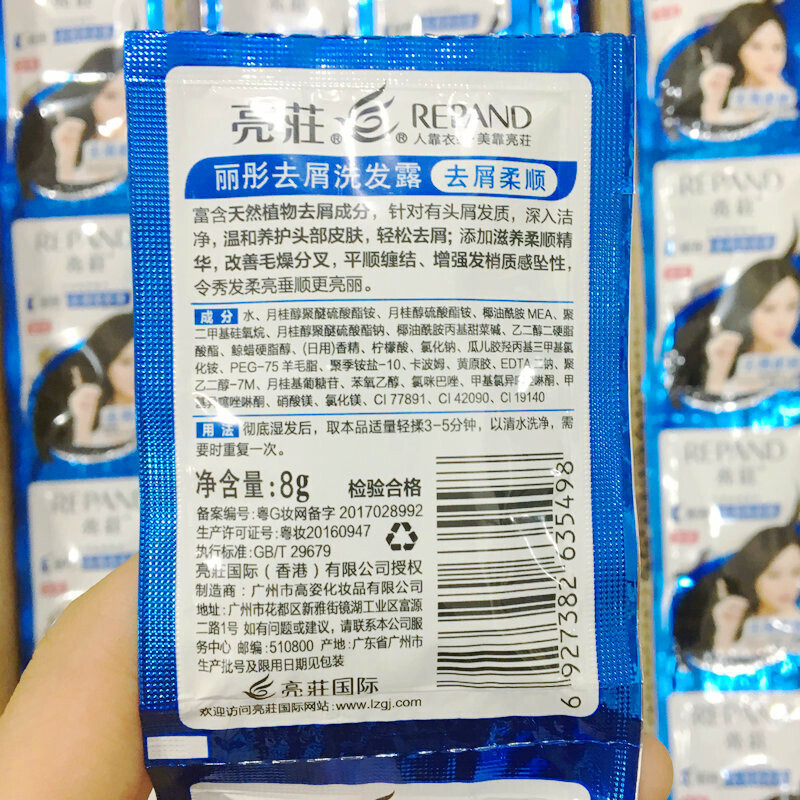 亮莊® ® REPAND
人靠衣 美靠亮莊
丽彤去屑洗发露 去屑柔顺
富含天然植物去屑成分，针对有头屑发质，深入洁
净，温和养护头部皮肤，轻松去屑；添加滋养柔顺精
华，改善毛燥分叉，平顺缠结、增强发梢质感坠性，
令秀发柔亮垂顺更亮丽。
成分 水、月桂醇聚醚硫酸酯铵、月桂醇硫酸酯铵、椰油酰胺MEA、聚
二甲基硅氧烷、月桂醇聚醚硫酸酯钠、椰油酰胺丙基甜菜碱、乙二醇二硬脂
酸酯、鲸蜡硬脂醇、(日用)香精、柠檬酸、氯化钠、瓜儿胶羟丙基三甲基氯
化铵、PEG-75羊毛脂、聚季铵盐-10、卡波姆、黄原胶、EDTA二钠、聚
乙二醇-7M、月桂基葡糖苷、苯氧乙醇、氯咪巴唑、甲基氯异噻唑啉酮、甲
基异噻唑啉酮、硝酸镁、氯化镁、CI 77891、CI 42090、CI 19140
用法 彻底湿发后，取本品适量轻揉3-5分钟，以清水洗净，需
要时重复一次。
净含量:8g 检验合格
备案编号:粤G妆网备字 2017028992
生产许可证号:粤妆20160947
执行标准:GB/T 29679
亮莊国际（香港）有限公司授权
制造商：广州市高姿化妆品有限公司
地址:广州市花都区新雅街镜湖工业区富源
二路1号 如有问题或建议，请联系本公司服
务中心 邮编:510800 产地:广东省广州市
生产批号及限用日期见包装
亮莊国际
欢迎访问亮莊国际网站:www.lzgj.com
6 927382 635498
REPAND
REPAND
REPAND
REPAND
REPAND